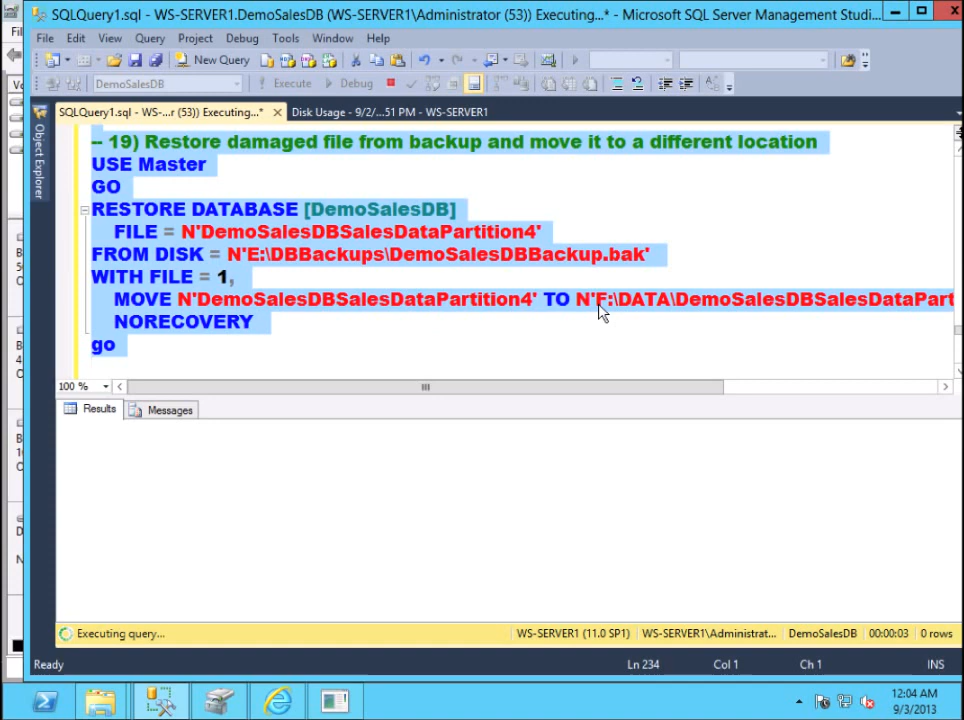 SQLQuery1.sql - WS-SERVER1.DemoSalesDB (WS-SERVER1\Administrator (53)) Executing...* - Microsoft SQL Server Management Studi...
File Edit View Query Project Debug Tools Window Help
New Query
DemoSalesDB Execute Debug
SQLQuery1.sql - WS-...r (53)) Executing...* Disk Usage - 9/2/...51 PM - WS-SERVER1
Object Explorer
-- 19) Restore damaged file from backup and move it to a different location
USE Master
GO
RESTORE DATABASE [DemoSalesDB]
FILE = N'DemoSalesDBSalesDataPartition4'
FROM DISK = N'E:\DBBackups\DemoSalesDBBackup.bak'
WITH FILE = 1,
MOVE N'DemoSalesDBSalesDataPartition4' TO N'F:\DATA\DemoSalesDBSalesDataPart
NORECOVERY
go
100 %
Results Messages
Executing query... WS-SERVER1 (11.0 SP1) WS-SERVER1\Administrat... DemoSalesDB 00:00:03 0 rows
Ready Ln 234 Col 1 Ch 1 INS
12:04 AM
9/3/2013